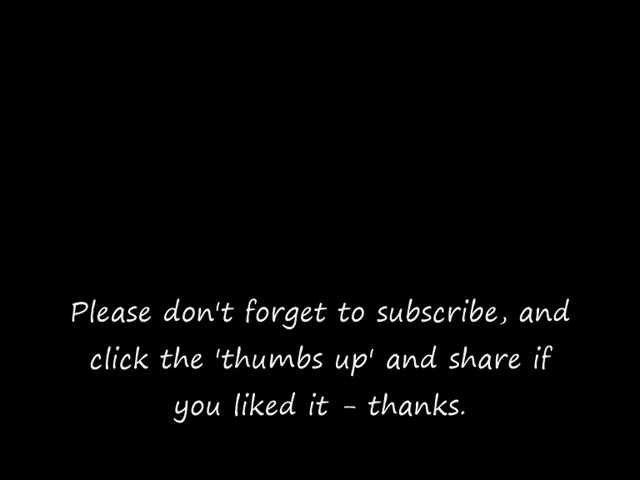 Please don't forget to subscribe, and
click the 'thumbs up' and share if
you liked it - thanks.